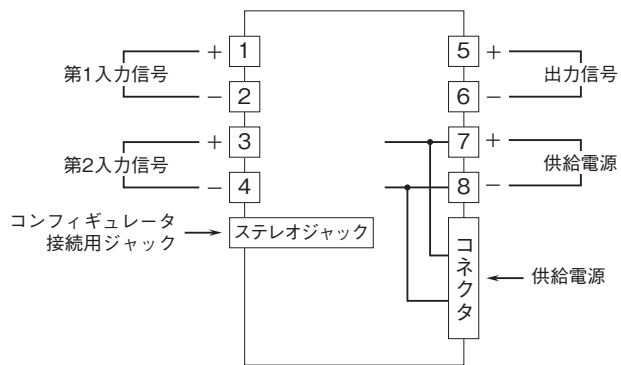 第1入力信号
+ 1
− 2
第2入力信号
+ 3
− 4
コンフィギュレータ
接続用ジャック
ステレオジャック
5 +
6 −
出力信号
7 +
8 −
供給電源
コネクタ
供給電源